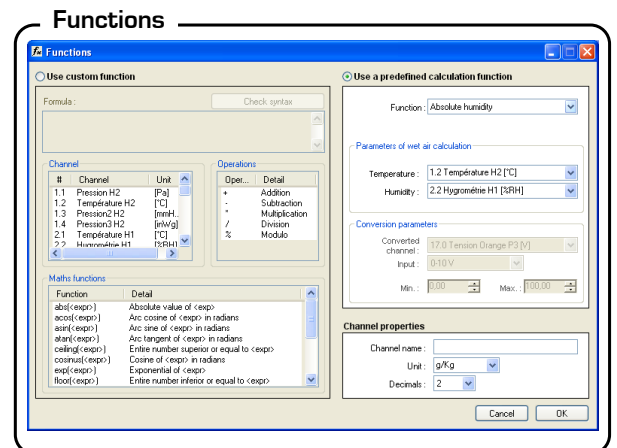 Functions
Functions
Use custom function
Formula :
Check syntax
Channel
# Channel Unit
1.1 Pression H2 [Pa]
1.2 Température H2 [°C]
1.3 Pression2 H2 [mmH..
1.4 Pression3 H2 [inWg]
2.1 Température H1 [°C]
2.2 Hygrométrie H1 [%RH]
Operations
Oper... Detail
+ Addition
- Subtraction
* Multiplication
/ Division
% Modulo
Maths functions
Function Detail
abs(<expr>) Absolute value of <exp>
acos(<expr>) Arc cosine of <expr> in radians
asin(<expr>) Arc sine of <expr> in radians
atan(<expr>) Arc tangent of <expr> in radians
ceiling(<expr>) Entire number superior or equal to <expr>
cosinus(<expr>) Cosine of <expr> in radians
exp(<expr>) Exponential of <expr>
floor(<expr>) Entire number inferior or equal to <expr>
Use a predefined calculation function
Function : Absolute humidity
Parameters of wet air calculation
Temperature : 1.2 Température H2 [°C]
Humidity : 2.2 Hygrométrie H1 [%RH]
Conversion parameters
Converted channel : 17.0 Tension Orange P3 [V]
Input : 0-10 V
Min. : 0,00 Max. : 100,00
Channel properties
Channel name :
Unit : g/Kg
Decimals : 2
Cancel OK